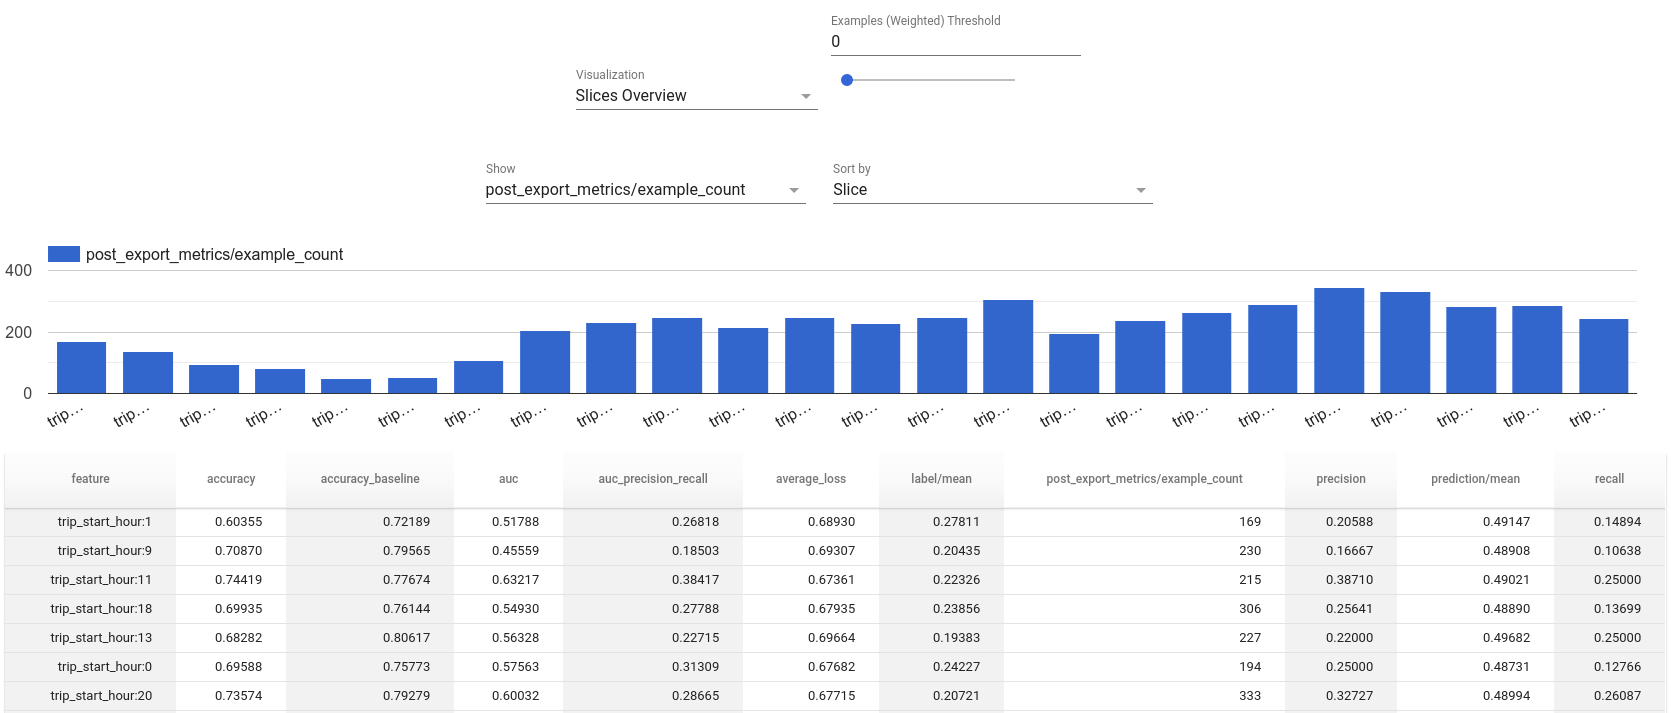 Examples (Weighted) Threshold
0
Visualization
Slices Overview
Show
post_export_metrics/example_count
Sort by
Slice
post_export_metrics/example_count
400
200
0
trip… trip… trip… trip… trip… trip… trip… trip… trip… trip… trip… trip… trip… trip… trip… trip… trip… trip… trip… trip… trip… trip… trip… trip…
feature accuracy accuracy_baseline auc auc_precision_recall average_loss label/mean post_export_metrics/example_count precision prediction/mean recall
trip_start_hour:1 0.60355 0.72189 0.51788 0.26818 0.68930 0.27811 169 0.20588 0.49147 0.14894
trip_start_hour:9 0.70870 0.79565 0.45559 0.18503 0.69307 0.20435 230 0.16667 0.48908 0.10638
trip_start_hour:11 0.74419 0.77674 0.63217 0.38417 0.67361 0.22326 215 0.38710 0.49021 0.25000
trip_start_hour:18 0.69935 0.76144 0.54930 0.27788 0.67935 0.23856 306 0.25641 0.48890 0.13699
trip_start_hour:13 0.68282 0.80617 0.56328 0.22715 0.69664 0.19383 227 0.22000 0.49682 0.25000
trip_start_hour:0 0.69588 0.75773 0.57563 0.31309 0.67682 0.24227 194 0.25000 0.48731 0.12766
trip_start_hour:20 0.73574 0.79279 0.60032 0.28665 0.67715 0.20721 333 0.32727 0.48994 0.26087